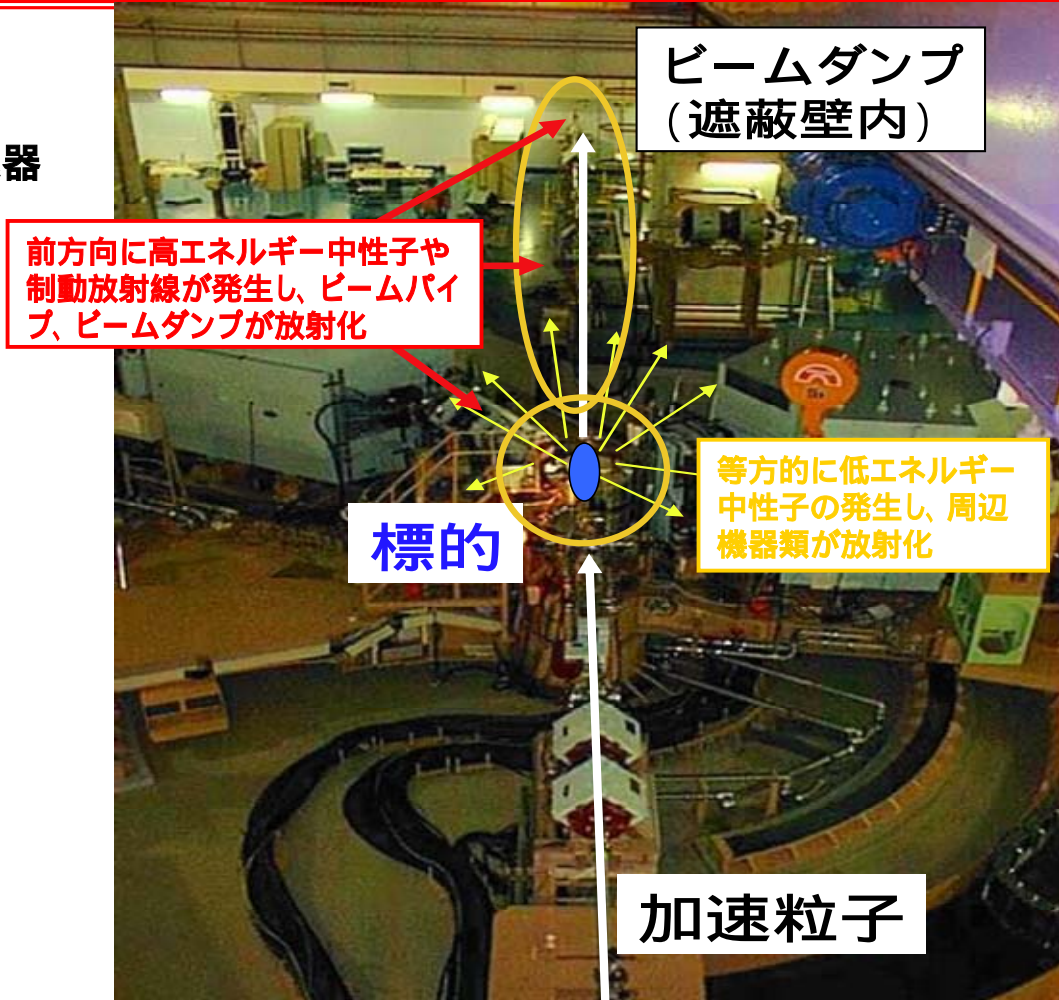 ビームダンプ
（遮蔽壁内）
器
前方向に高エネルギー中性子や
制動放射線が発生し、ビームパイ
プ、ビームダンプが放射化
等方的に低エネルギー
中性子の発生し、周辺
機器類が放射化
標的
加速粒子